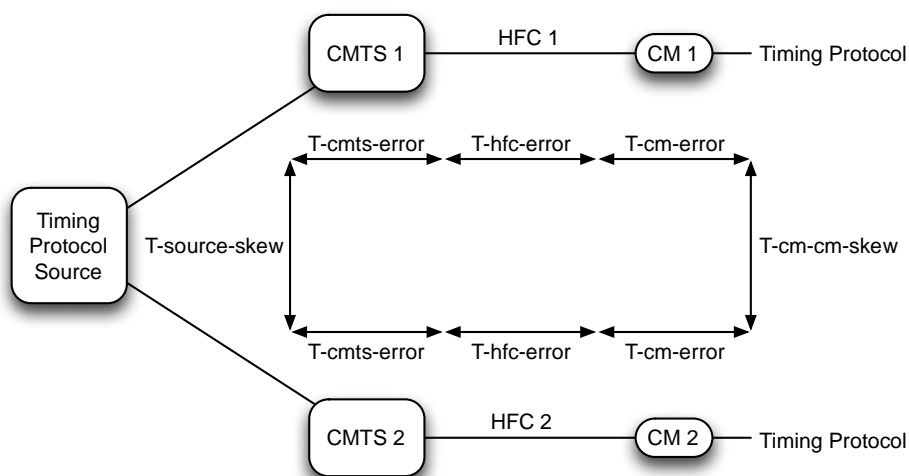 HFC 1
CMTS 1
CM 1
Timing Protocol
T-cmts-error
T-hfc-error
T-cm-error
Timing
Protocol
Source
T-source-skew
T-cm-cm-skew
T-cmts-error
T-hfc-error
T-cm-error
HFC 2
CMTS 2
CM 2
Timing Protocol